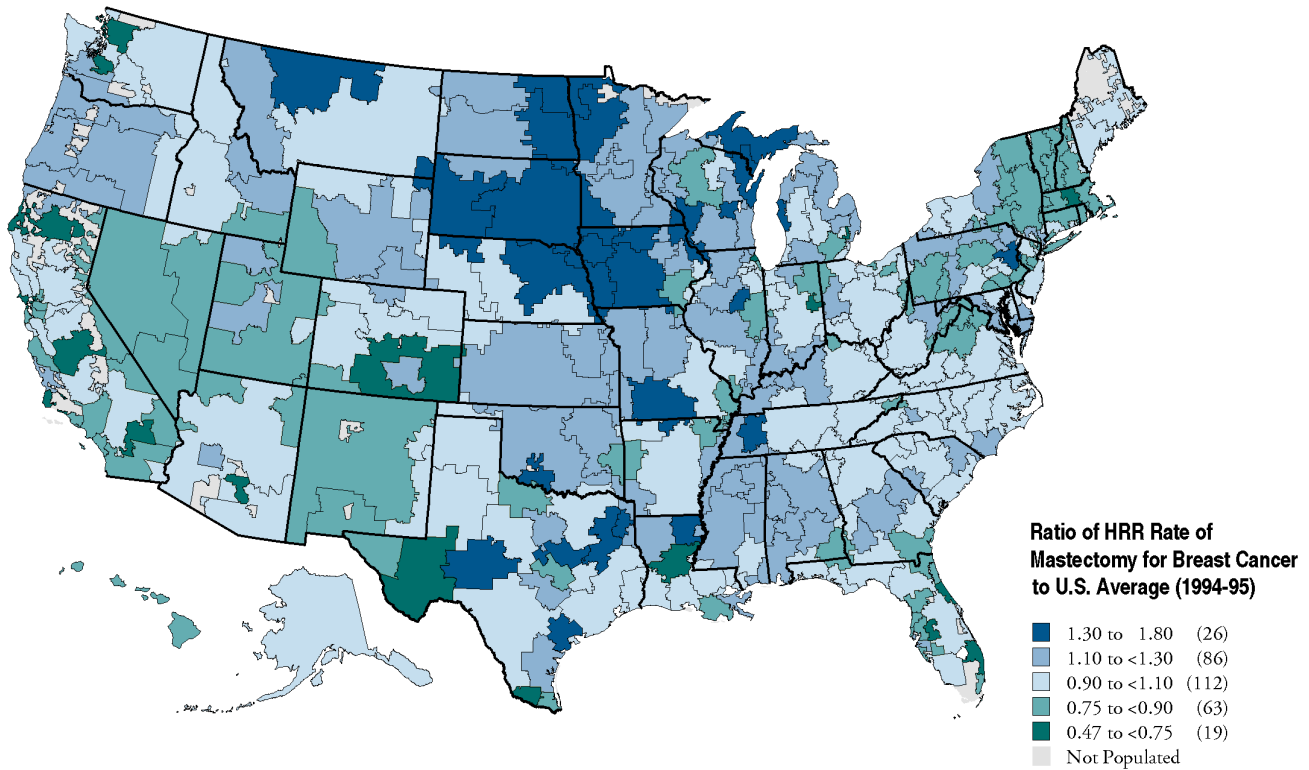 Ratio of HRR Rate of
Mastectomy for Breast Cancer
to U.S. Average (1994-95)
1.30 to 1.80 (26)
1.10 to <1.30 (86)
0.90 to <1.10 (112)
0.75 to <0.90 (63)
0.47 to <0.75 (19)
Not Populated